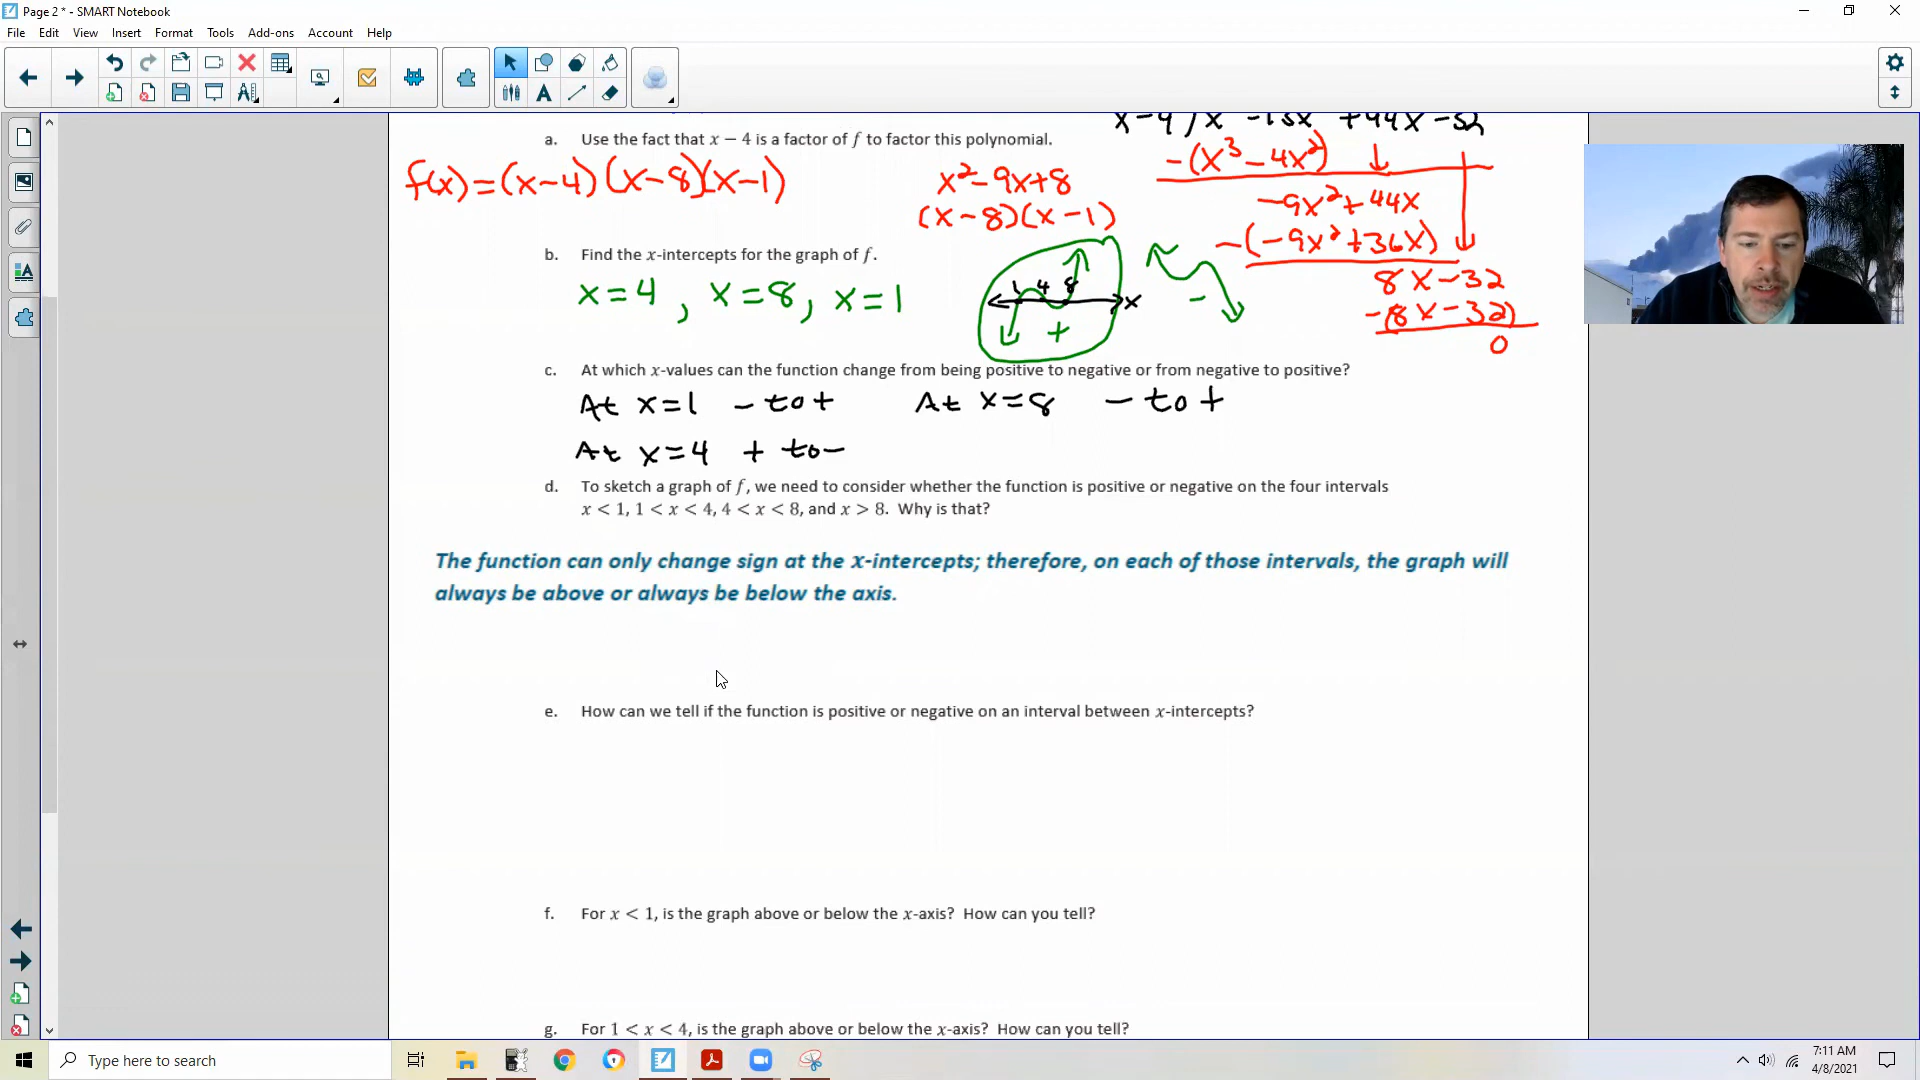 Page 2 * - SMART Notebook
File Edit View Insert Format Tools Add-ons Account Help
a. Use the fact that x − 4 is a factor of f to factor this polynomial.
-(x³-4x²)
f(x)=(x-4)(x-8)(x-1)
x²-9x+8
-9x²+44x
(x-8)(x-1)
-(-9x²+36x)
b. Find the x-intercepts for the graph of f.
8x-32
x=4, x=8, x=1
1 4 8
x
-
-(8x-32)
+
0
c. At which x-values can the function change from being positive to negative or from negative to positive?
At x=1 - to +
At x=8 - to +
At x=4 + to -
d. To sketch a graph of f, we need to consider whether the function is positive or negative on the four intervals
x < 1, 1 < x < 4, 4 < x < 8, and x > 8. Why is that?
The function can only change sign at the x-intercepts; therefore, on each of those intervals, the graph will
always be above or always be below the axis.
e. How can we tell if the function is positive or negative on an interval between x-intercepts?
f. For x < 1, is the graph above or below the x-axis? How can you tell?
g. For 1 < x < 4, is the graph above or below the x-axis? How can you tell?
Type here to search
7:11 AM
4/8/2021